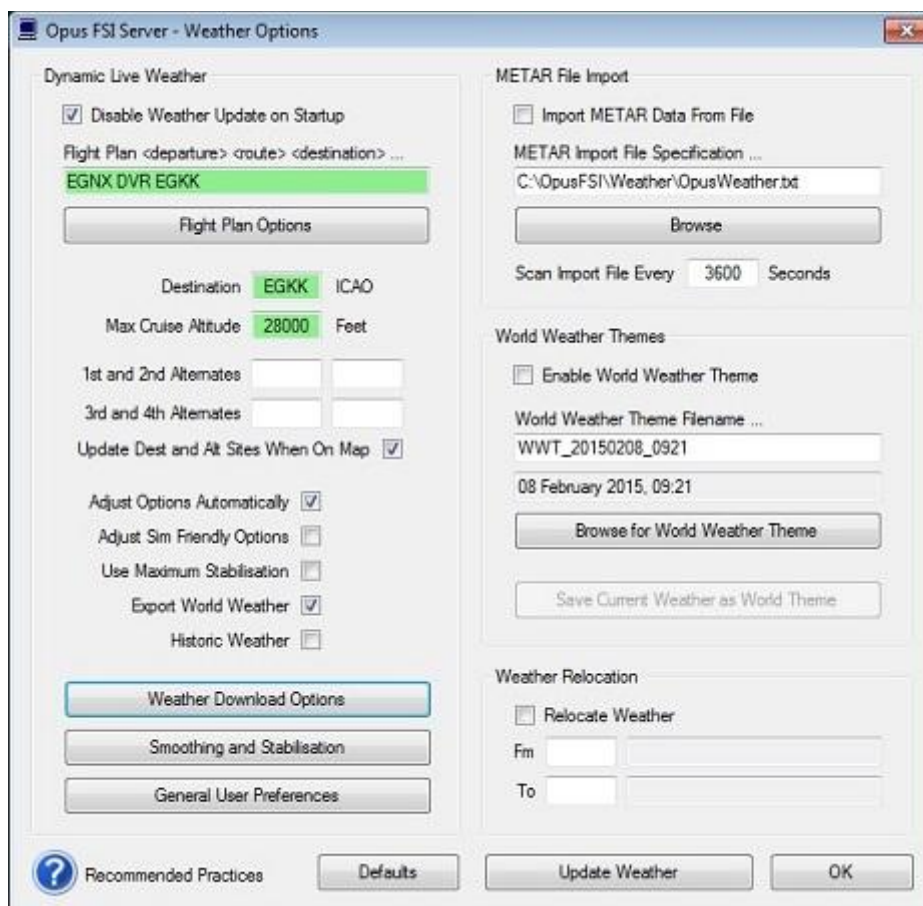 Opus FSI Server - Weather Options
Dynamic Live Weather
Disable Weather Update on Startup
Flight Plan <departure> <route> <destination> ...
EGNX DVR EGKK
Flight Plan Options
Destination EGKK ICAO
Max Cruise Altitude 28000 Feet
1st and 2nd Alternates
3rd and 4th Alternates
Update Dest and Alt Sites When On Map
Adjust Options Automatically
Adjust Sim Friendly Options
Use Maximum Stabilisation
Export World Weather
Historic Weather
Weather Download Options
Smoothing and Stabilisation
General User Preferences
METAR File Import
Import METAR Data From File
METAR Import File Specification ...
C:\OpusFSI\Weather\OpusWeather.txt
Browse
Scan Import File Every 3600 Seconds
World Weather Themes
Enable World Weather Theme
World Weather Theme Filename ...
WWT_20150208_0921
08 February 2015, 09:21
Browse for World Weather Theme
Save Current Weather as World Theme
Weather Relocation
Relocate Weather
Fm
To
Recommended Practices
Defaults
Update Weather
OK